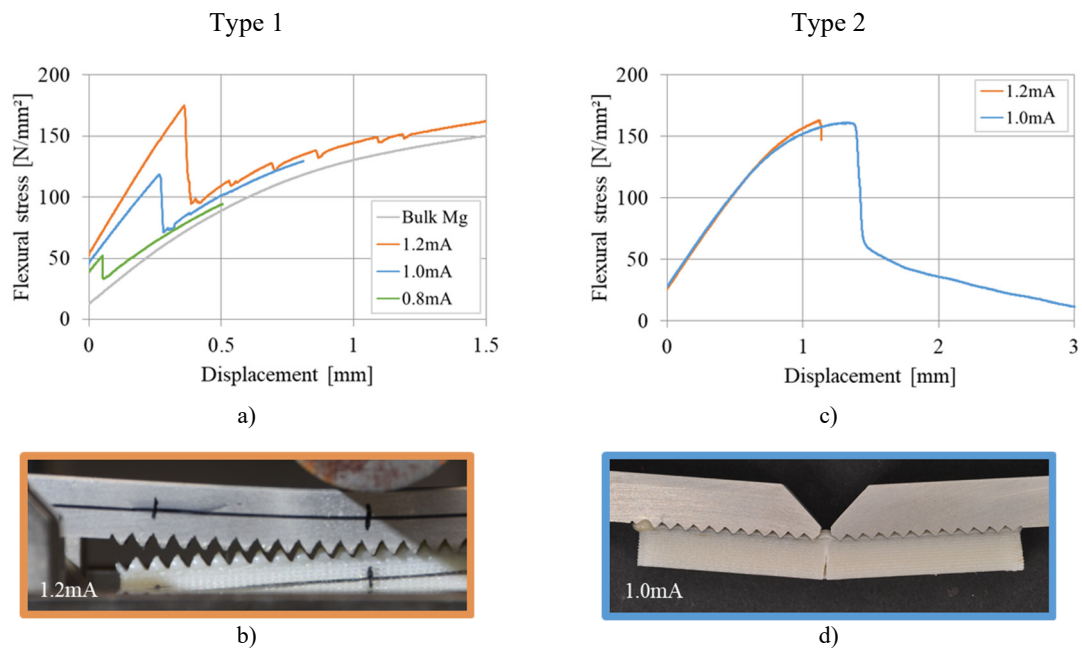 Type 1
200
150
100
50
0
Flexural stress [N/mm²]
Bulk Mg
1.2mA
1.0mA
0.8mA
0
0.5
1
1.5
Displacement [mm]
a)
1.2mA
b)
Type 2
200
150
100
50
0
Flexural stress [N/mm²]
1.2mA
1.0mA
0
1
2
3
Displacement [mm]
c)
1.0mA
d)